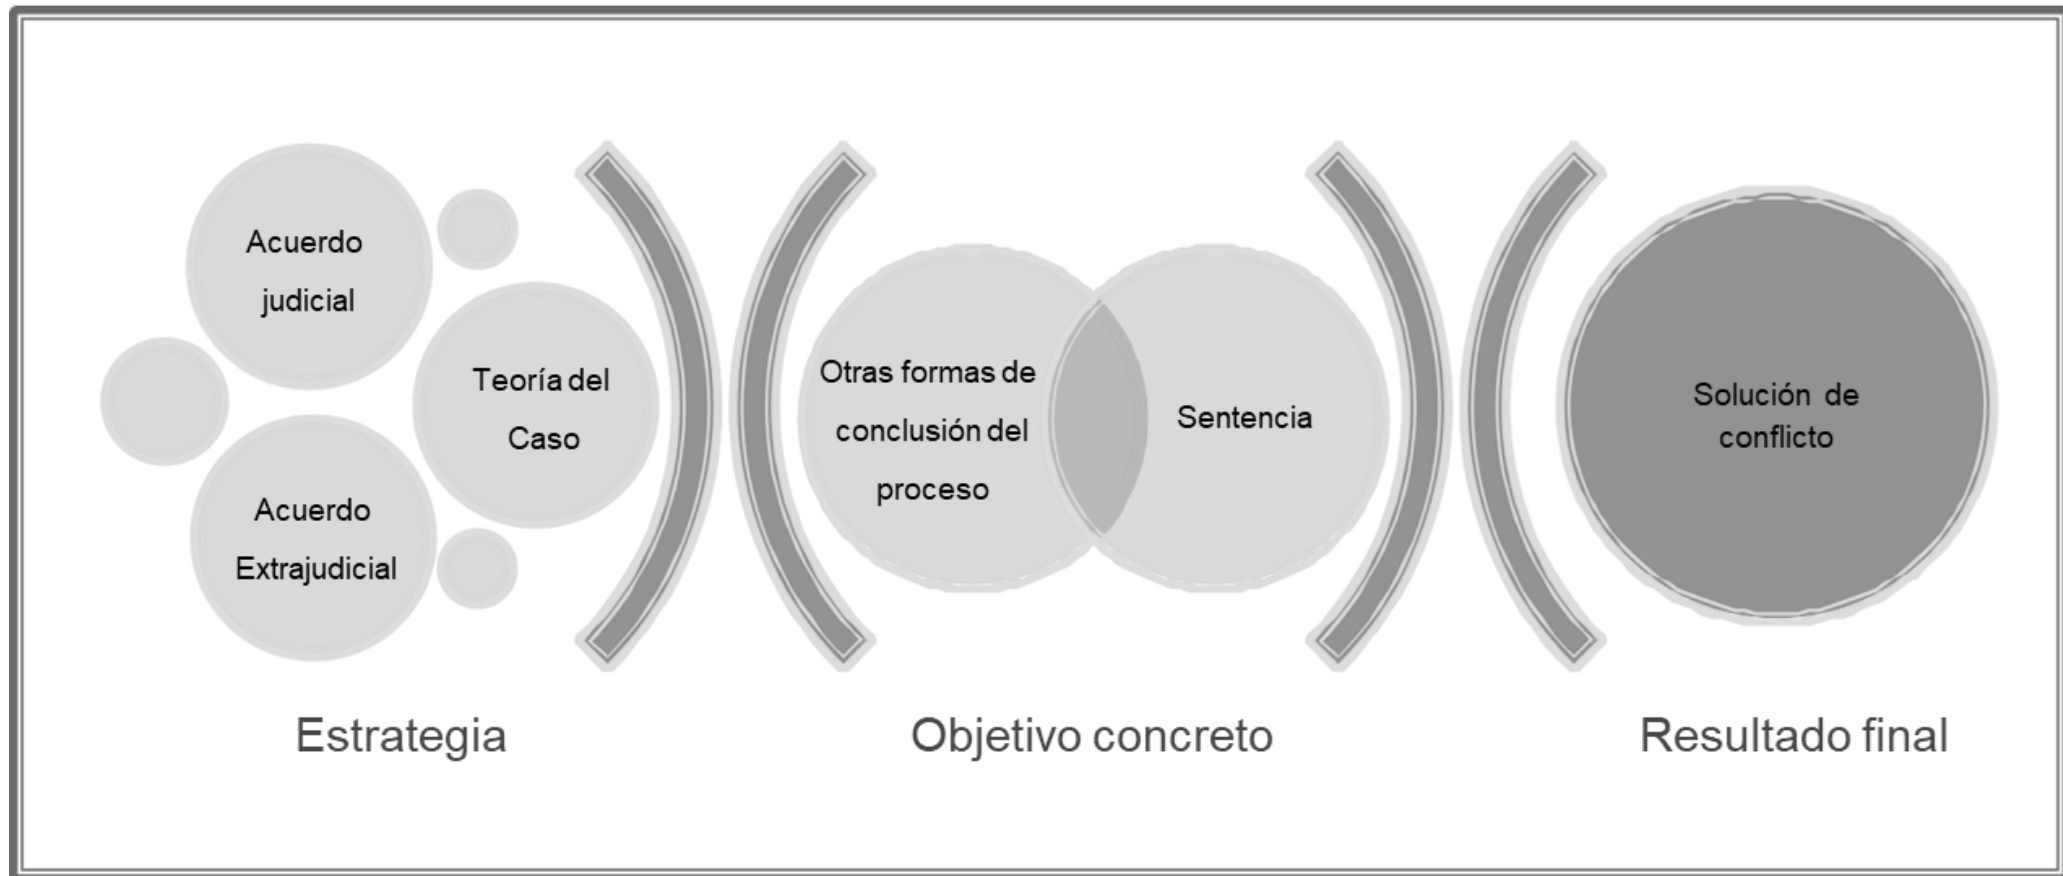 Acuerdo
judicial
Teoría del
Caso
Acuerdo
Extrajudicial
Otras formas de
conclusión del
proceso
Sentencia
Solución de
conflicto
Estrategia
Objetivo concreto
Resultado final